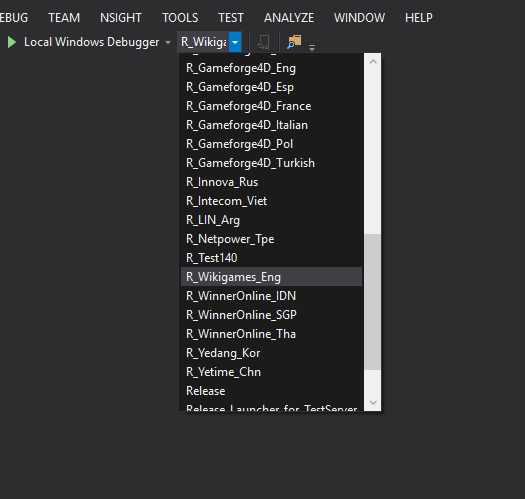 EBUG TEAM NSIGHT TOOLS TEST ANALYZE WINDOW HELP
Local Windows Debugger R_Wikiga
R_Gameforge4D_Eng
R_Gameforge4D_Esp
R_Gameforge4D_France
R_Gameforge4D_Italian
R_Gameforge4D_Pol
R_Gameforge4D_Turkish
R_Innova_Rus
R_Intecom_Viet
R_LIN_Arg
R_Netpower_Tpe
R_Test140
R_Wikigames_Eng
R_WinnerOnline_IDN
R_WinnerOnline_SGP
R_WinnerOnline_Tha
R_Yedang_Kor
R_Yetime_Chn
Release
Release_Launcher_for_TestServer